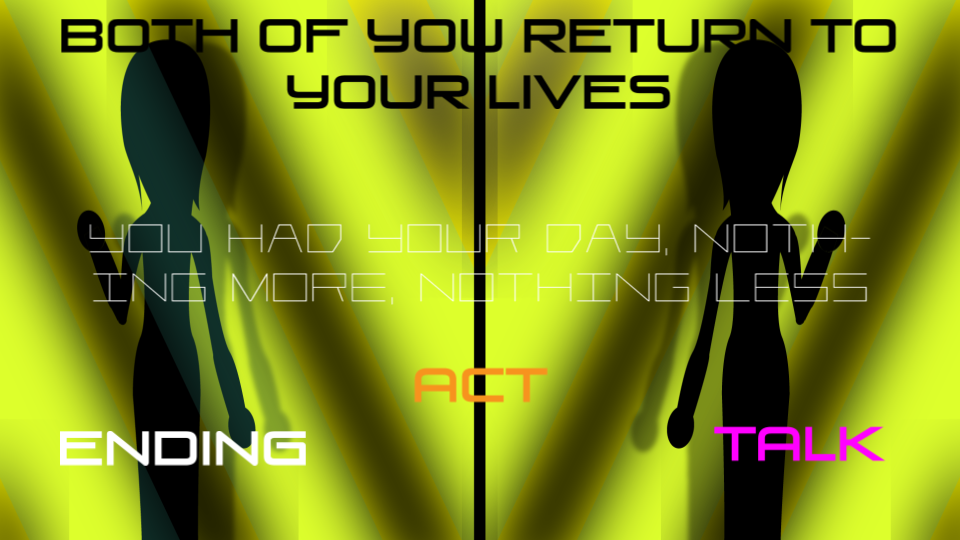 BOTH OF YOU RETURN TO
YOUR LIVES
YOU HAD YOUR DAY, NOTH-
ING MORE, NOTHING LESS
ACT
ENDING
TALK